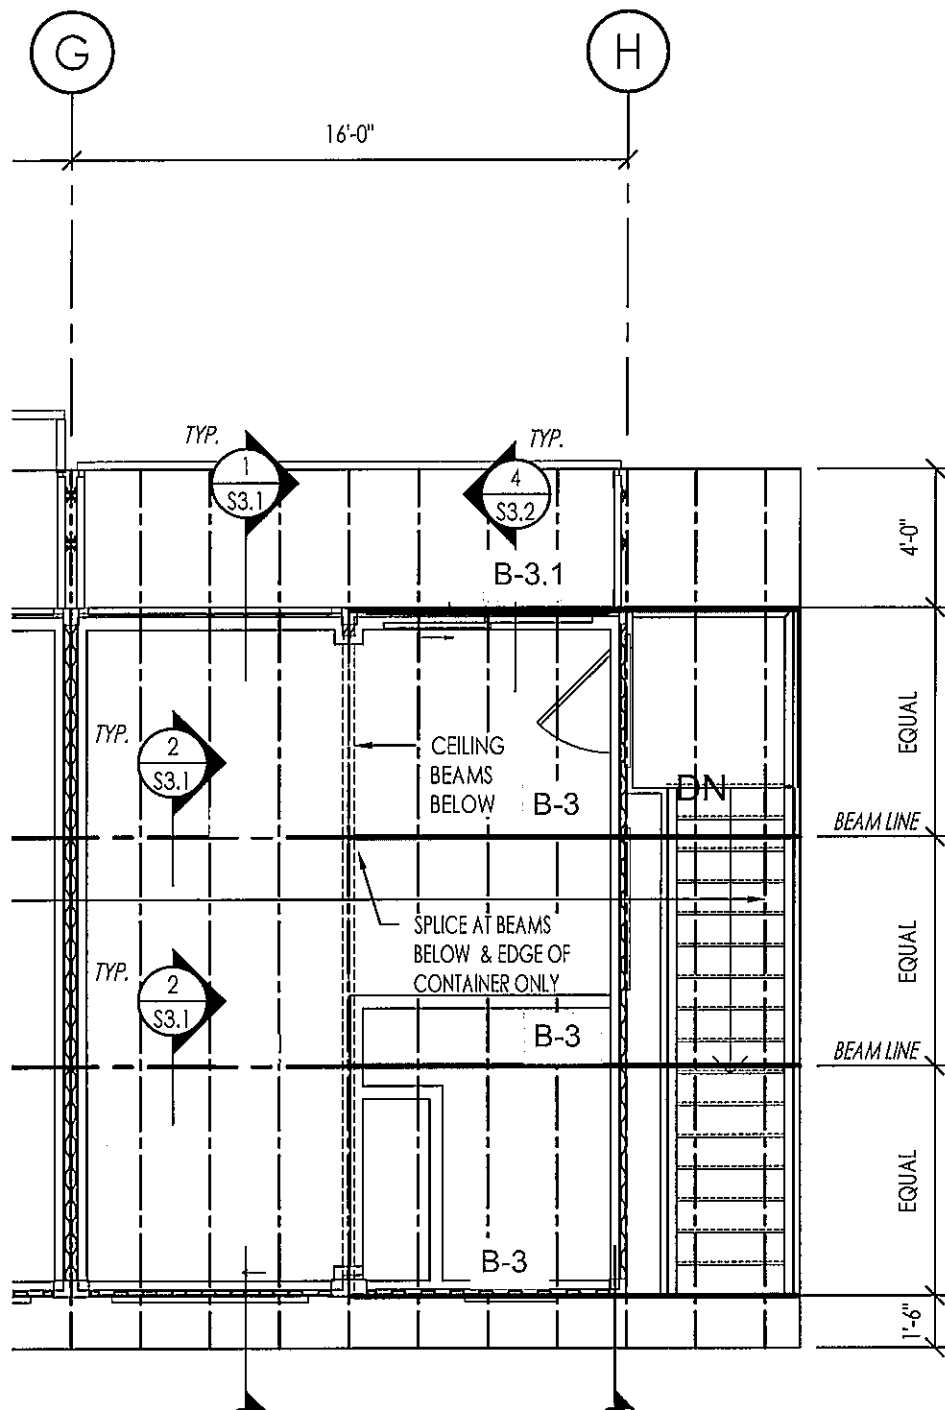 G
H
16'-0"
TYP.
1
S3.1
TYP.
4
S3.2
B-3.1
4'-0"
TYP.
2
S3.1
CEILING
BEAMS
BELOW
B-3
DN
EQUAL
BEAM LINE
SPLICE AT BEAMS
BELOW & EDGE OF
CONTAINER ONLY
EQUAL
TYP.
2
S3.1
B-3
BEAM LINE
EQUAL
B-3
1'-6"